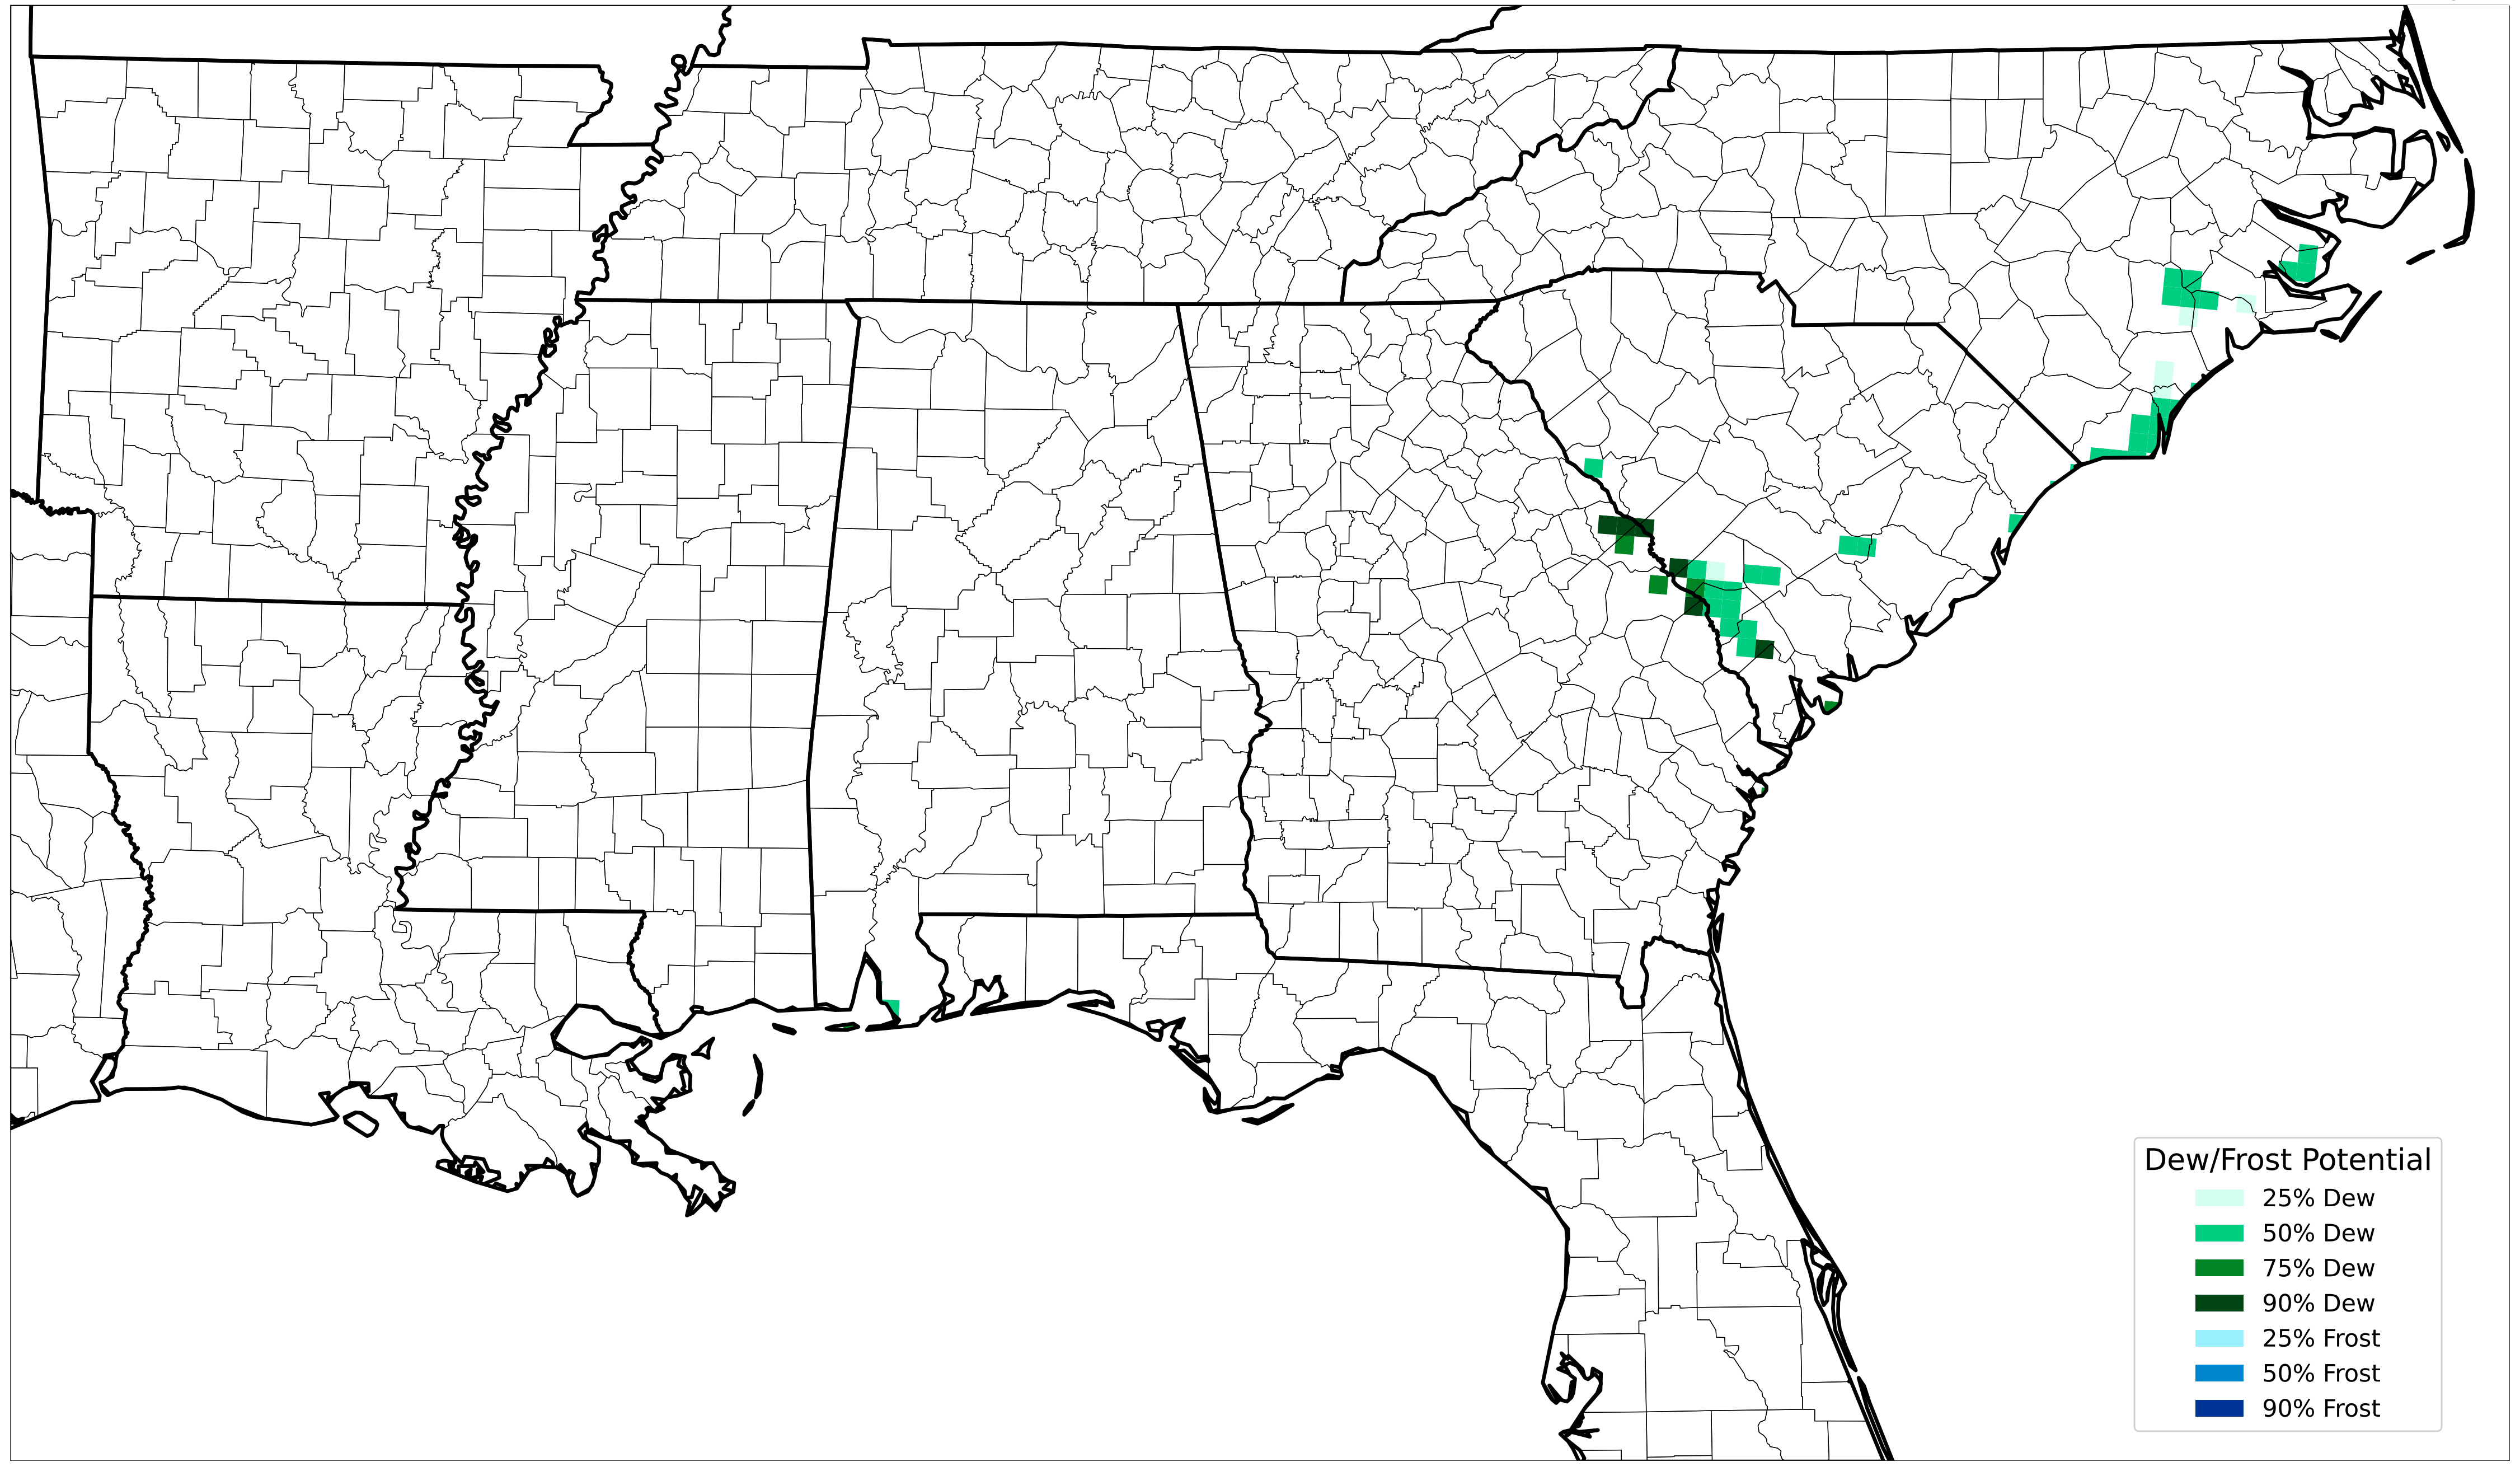 Dew/Frost Potential
25% Dew
50% Dew
75% Dew
90% Dew
25% Frost
50% Frost
90% Frost